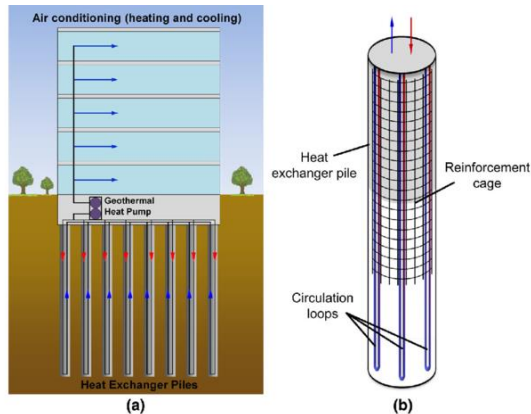 Air conditioning (heating and cooling)
Geothermal
Heat Pump
Heat Exchanger Piles
(a)
Heat
exchanger pile
Reinforcement
cage
Circulation
loops
(b)